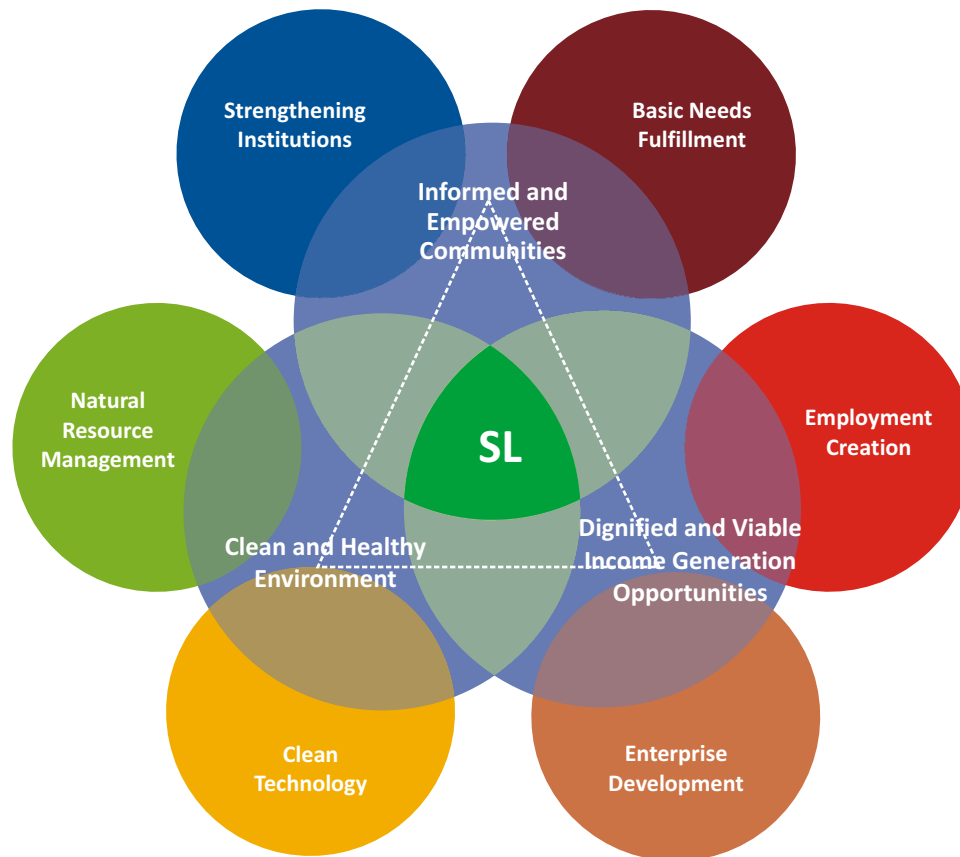 Strengthening
Institutions
Basic Needs
Fulfillment
Informed and
Empowered
Communities
Natural
Resource
Management
SL
Employment
Creation
Clean and Healthy
Environment
Dignified and Viable
Income Generation
Opportunities
Clean
Technology
Enterprise
Development